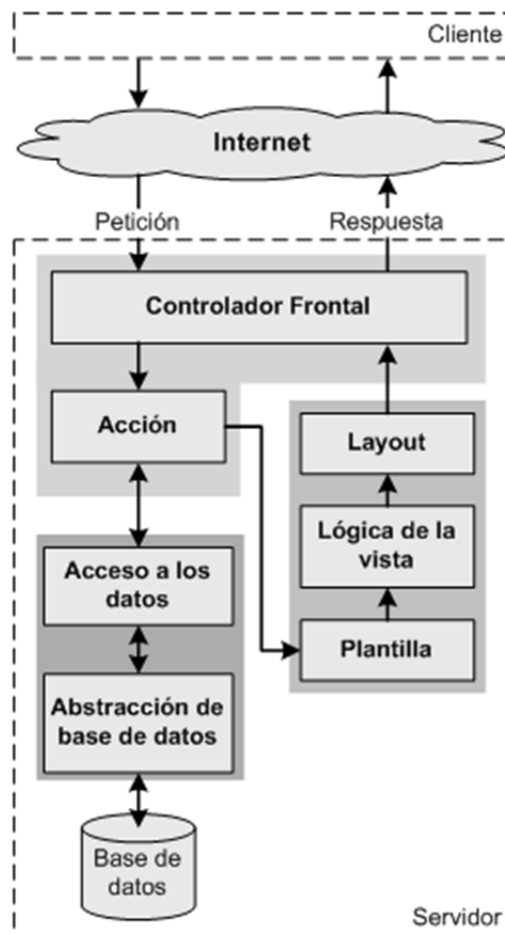 Cliente
Internet
Petición
Respuesta
Controlador Frontal
Acción
Layout
Lógica de la
vista
Plantilla
Acceso a los
datos
Abstracción de
base de datos
Base de
datos
Servidor